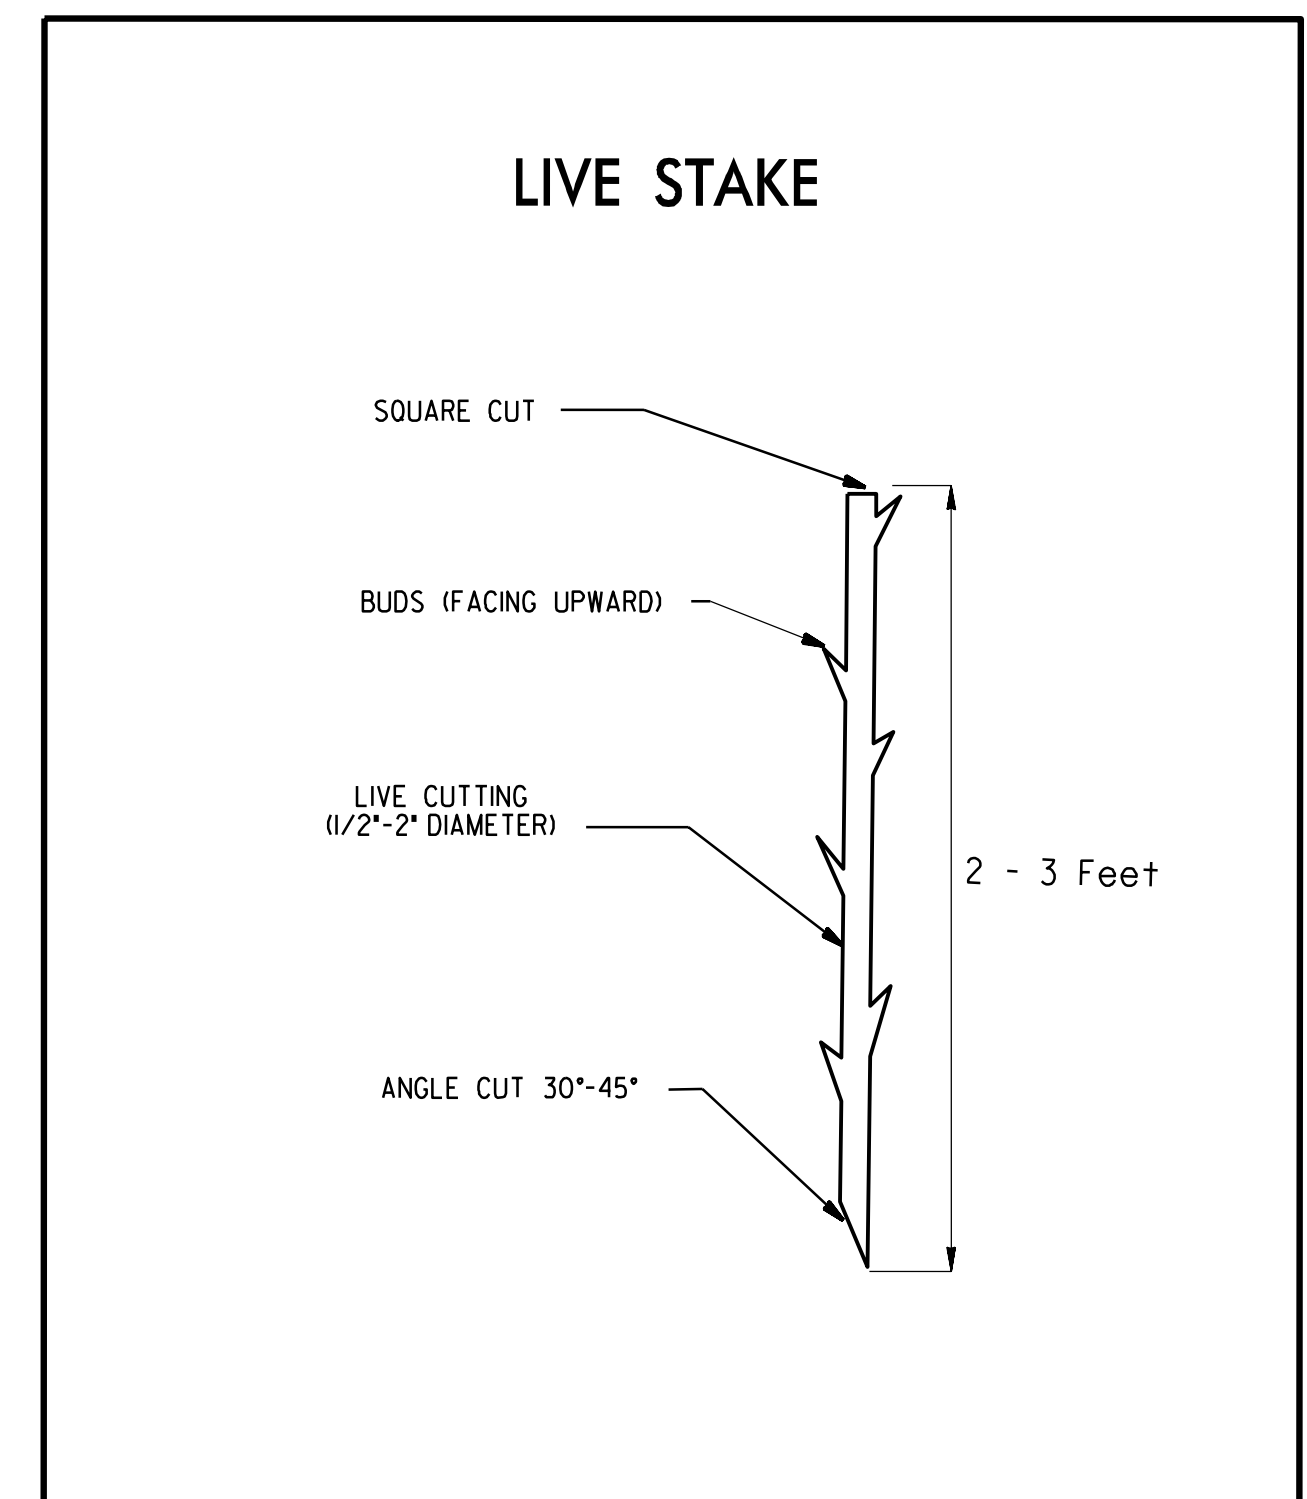 LIVE STAKE
SQUARE CUT
BUDS (FACING UPWARD)
LIVE CUTTING
(1/2"-2" DIAMETER)
2 - 3 Feet
ANGLE CUT 30°-45°